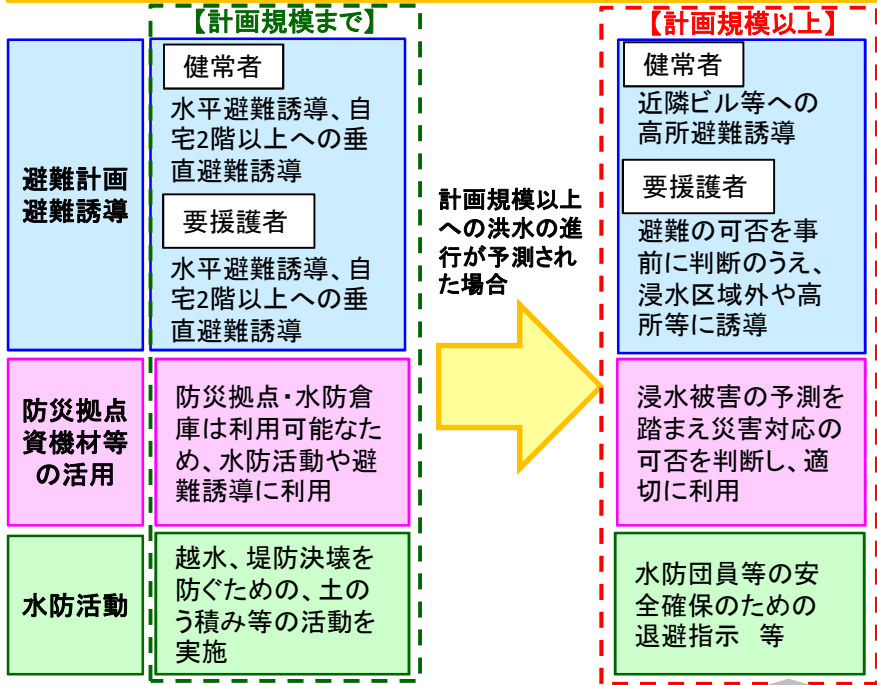 【計画規模まで】
【計画規模以上】
避難計画
避難誘導
健常者
水平避難誘導、自
宅2階以上への垂
直避難誘導
要援護者
水平避難誘導、自
宅2階以上への垂
直避難誘導
計画規模以上
への洪水の進
行が予測され
た場合
健常者
近隣ビル等への
高所避難誘導
要援護者
避難の可否を事
前に判断のうえ、
浸水区域外や高
所等に誘導
防災拠点
資機材等
の活用
防災拠点・水防倉
庫は利用可能なた
め、水防活動や避
難誘導に利用
浸水被害の予測を
踏まえ災害対応の
可否を判断し、適
切に利用
水防活動
越水、堤防決壊を
防ぐための、土の
う積み等の活動を
実施
水防団員等の安
全確保のための
退避指示　等